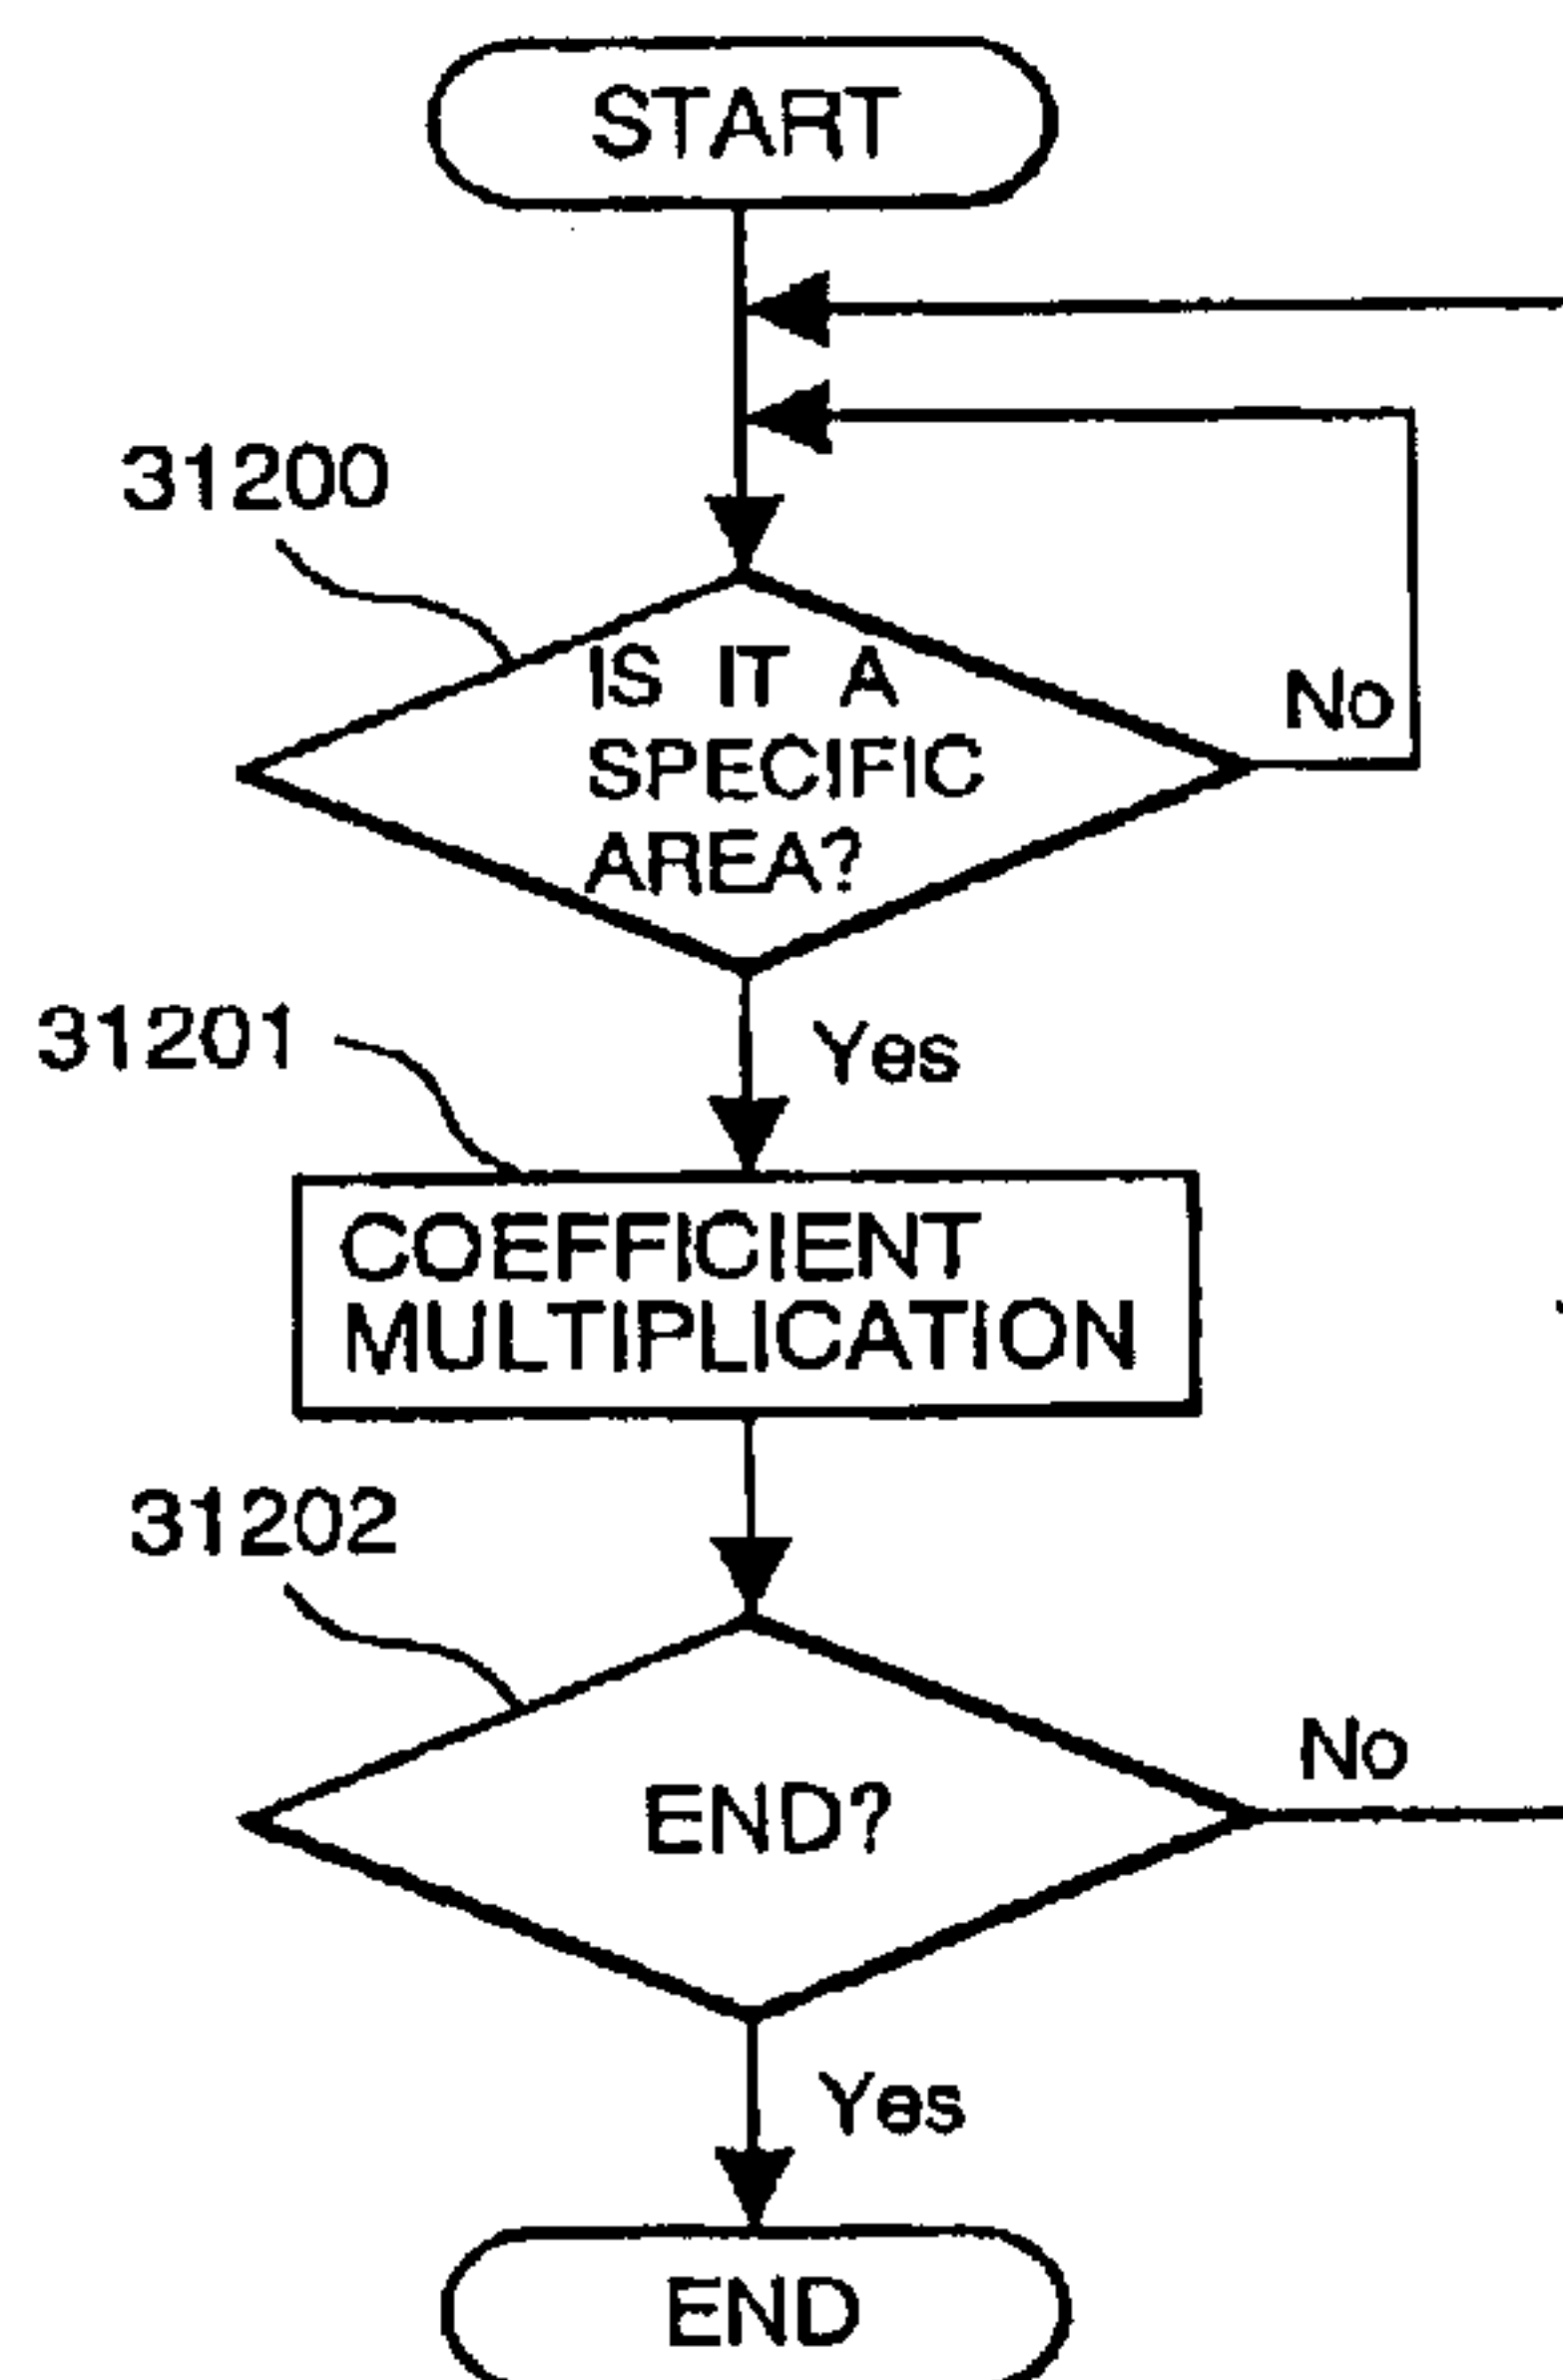 START
31200
IS IT A
SPECIFIC
AREA?
No
31201
Yes
COEFFICIENT
MULTIPLICATION
31202
END?
No
Yes
END